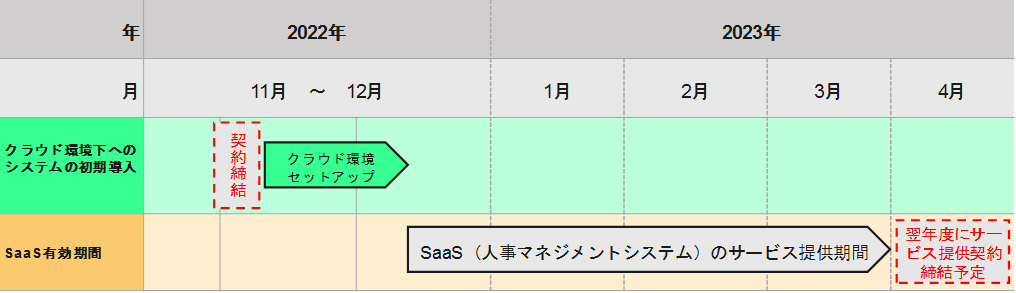 年
2022年
2023年
月
11月　～　12月
1月
2月
3月
4月
クラウド環境下への
システムの初期導入
契約締結
クラウド環境
セットアップ
SaaS有効期間
SaaS（人事マネジメントシステム）のサービス提供期間
翌年度にサー
ビス提供契約
締結予定